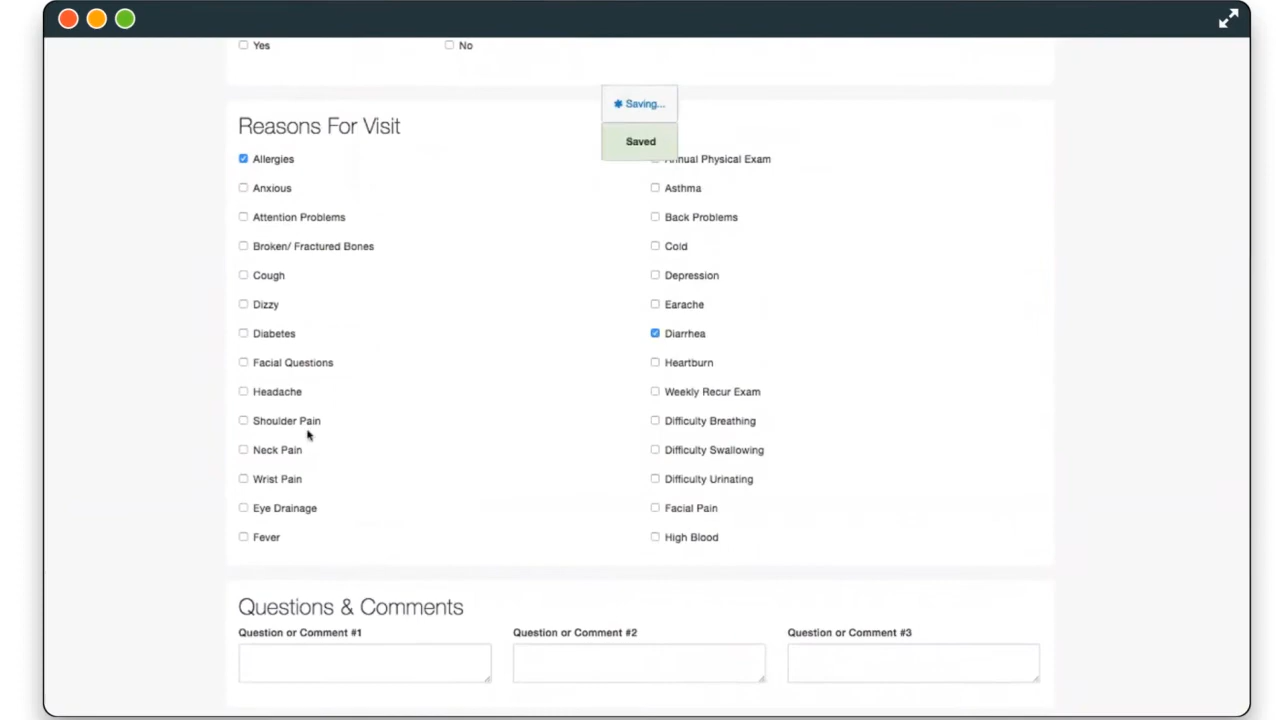 Yes No
Saving...
Saved
Reasons For Visit
Allergies Annual Physical Exam
Anxious Asthma
Attention Problems Back Problems
Broken/ Fractured Bones Cold
Cough Depression
Dizzy Earache
Diabetes Diarrhea
Facial Questions Heartburn
Headache Weekly Recur Exam
Shoulder Pain Difficulty Breathing
Neck Pain Difficulty Swallowing
Wrist Pain Difficulty Urinating
Eye Drainage Facial Pain
Fever High Blood
Questions & Comments
Question or Comment #1 Question or Comment #2 Question or Comment #3